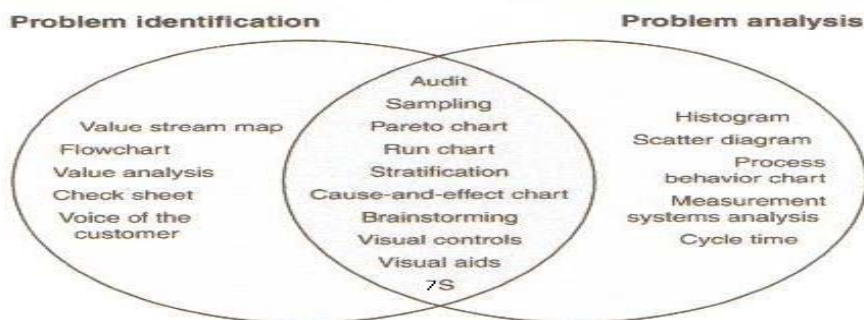 Problem identification
Problem analysis
Value stream map
Flowchart
Value analysis
Check sheet
Voice of the
customer
Audit
Sampling
Pareto chart
Run chart
Stratification
Cause-and-effect chart
Brainstorming
Visual controls
Visual aids
7S
Histogram
Scatter diagram
Process
behavior chart
Measurement
systems analysis
Cycle time